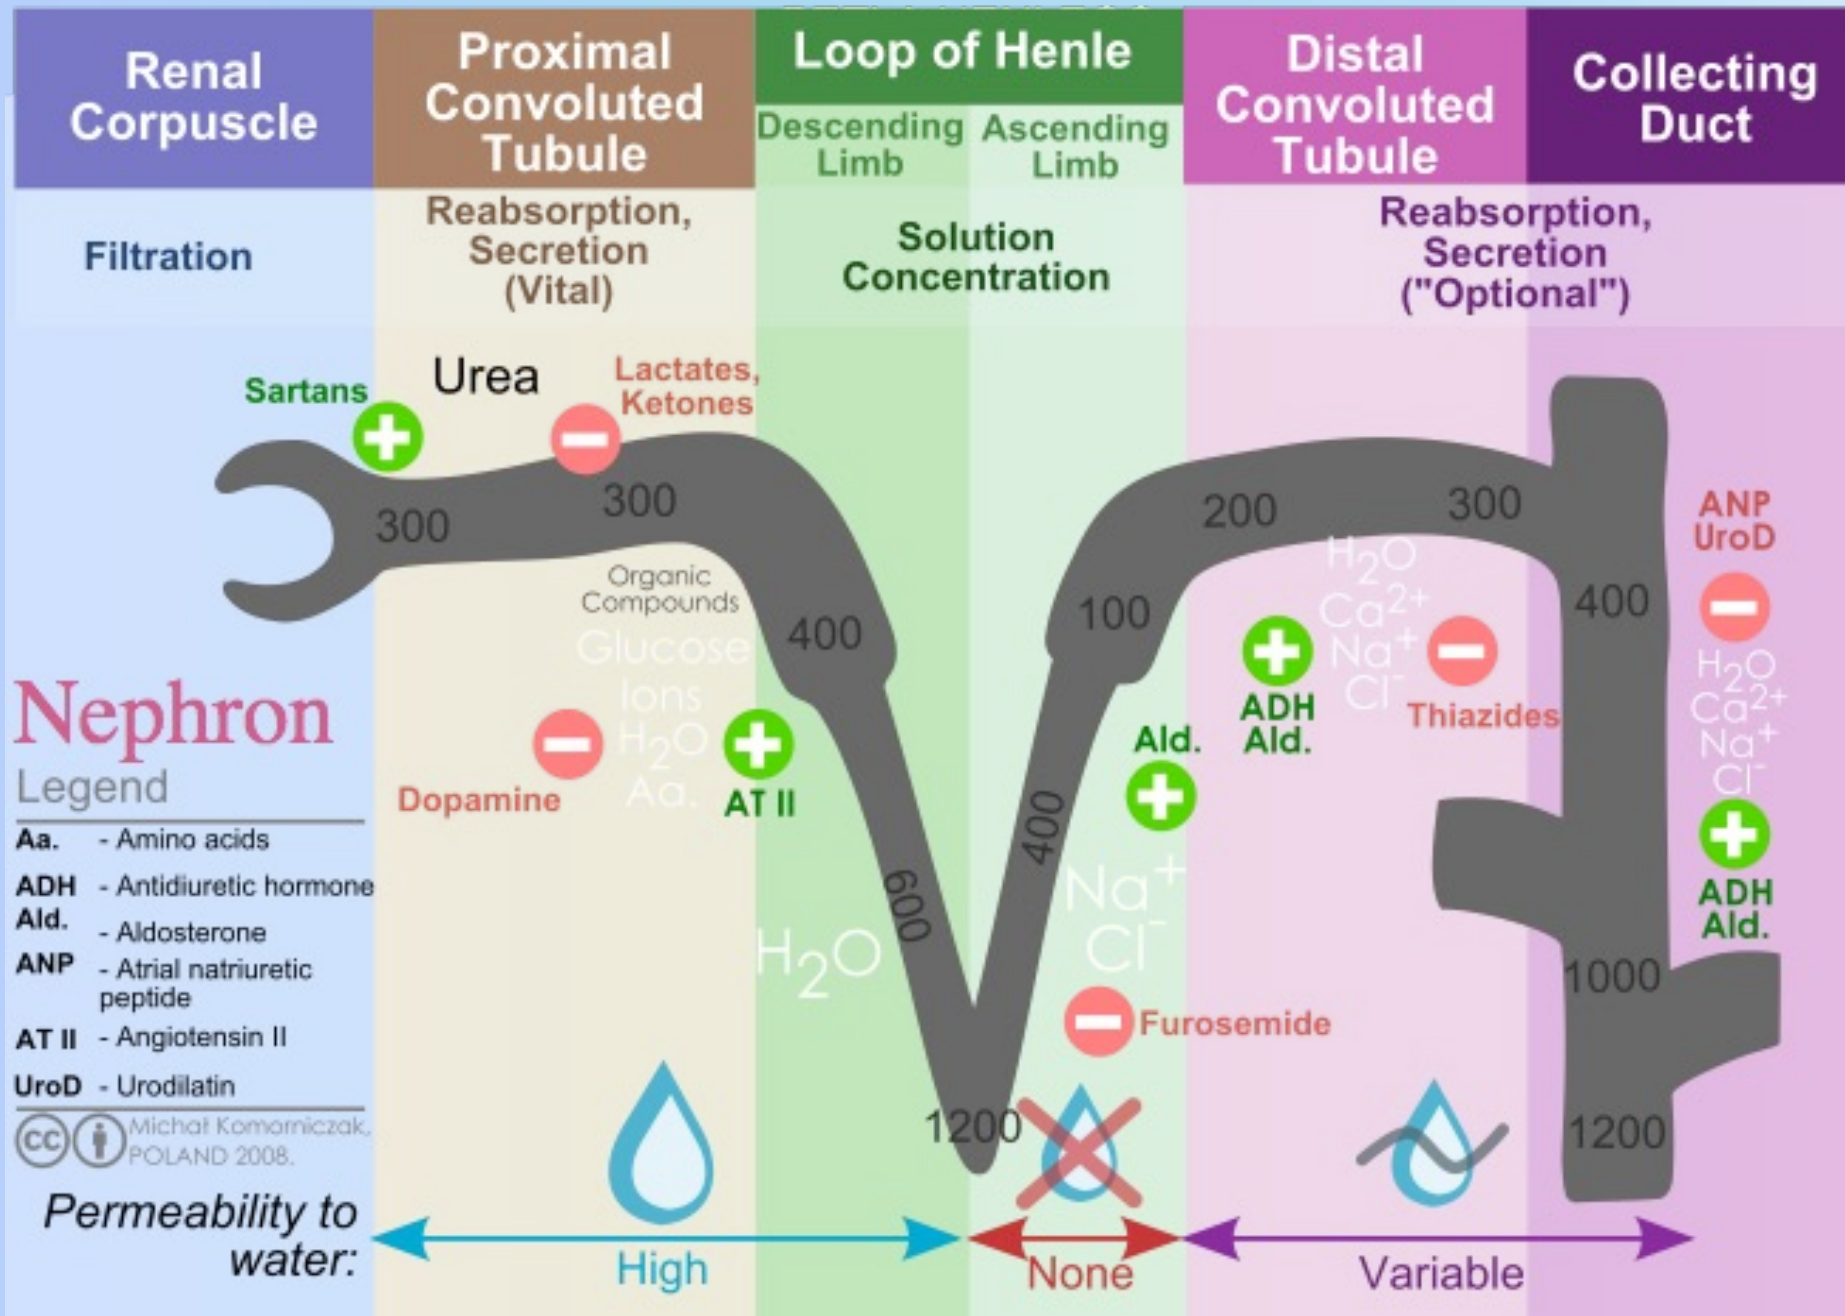 Renal
Corpuscle
Proximal
Convoluted
Tubule
Loop of Henle
Descending
Limb
Ascending
Limb
Distal
Convoluted
Tubule
Collecting
Duct
Filtration
Reabsorption,
Secretion
(Vital)
Solution
Concentration
Reabsorption,
Secretion
("Optional")
Sartans
Urea
Lactates,
Ketones
300
300
Organic
Compounds
Glucose
Ions
H₂O
Aa.
Dopamine
AT II
400
600
H₂O
1200
400
100
Ald.
Na⁺
Cl⁻
Furosemide
200
300
H₂O
Ca²⁺
Na⁺
Cl⁻
ADH
Ald.
Thiazides
400
1000
1200
ANP
UroD
H₂O
Ca²⁺
Na⁺
Cl⁻
ADH
Ald.
Nephron
Legend
Aa. - Amino acids
ADH - Antidiuretic hormone
Ald. - Aldosterone
ANP - Atrial natriuretic
peptide
AT II - Angiotensin II
UroD - Urodilatin
cc Michał Komorniczak,
POLAND 2008.
Permeability to
water:
High
None
Variable